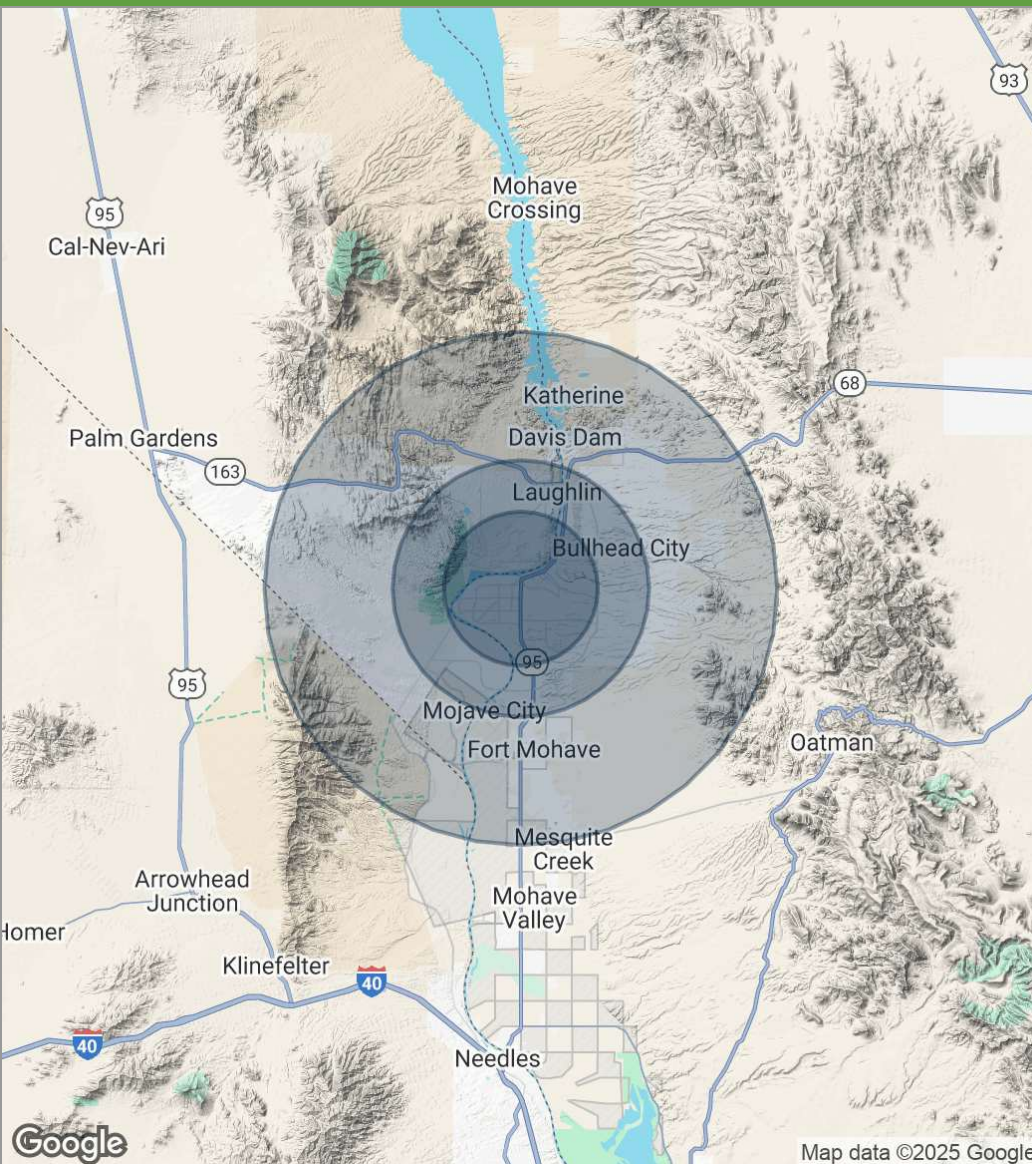 93
Mohave
Crossing
95
Cal-Nev-Ari
68
Katherine
Palm Gardens
Davis Dam
163
Laughlin
Bullhead City
95
95
Mojave City
Oatman
Fort Mohave
Mesquite
Creek
Arrowhead
Junction
Mohave
Valley
Homer
Klinefelter
40
40
Needles
Google
Map data ©2025 Google